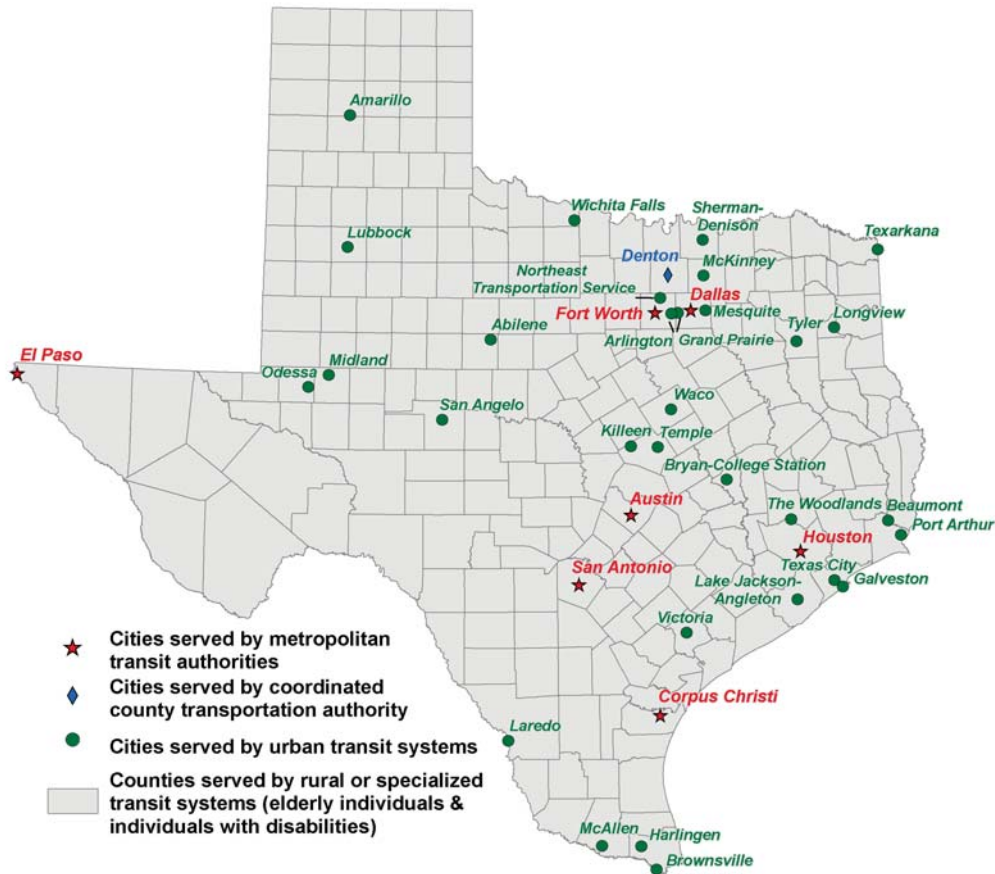 Amarillo
Wichita Falls
Sherman-
Denison
Texarkana
Lubbock
Denton
McKinney
Northeast
Transportation Service
Dallas
Fort Worth
Mesquite
Longview
Tyler
Abilene
Arlington
Grand Prairie
El Paso
Midland
Odessa
San Angelo
Waco
Killeen
Temple
Bryan-College Station
Austin
The Woodlands
Beaumont
Port Arthur
Houston
San Antonio
Texas City
Galveston
Lake Jackson-
Angleton
Victoria
Corpus Christi
Laredo
McAllen
Harlingen
Brownsville
Cities served by metropolitan
transit authorities
Cities served by coordinated
county transportation authority
Cities served by urban transit systems
Counties served by rural or specialized
transit systems (elderly individuals &
individuals with disabilities)